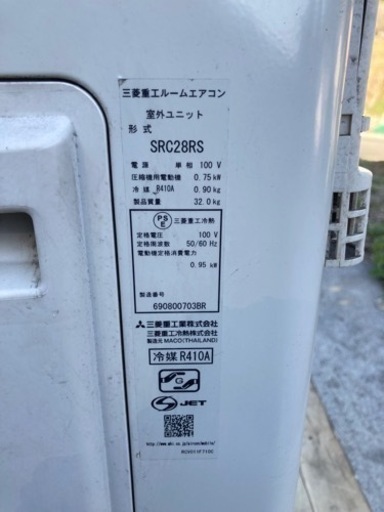 三菱重工ルームエアコン
室外ユニット
形式
SRC28RS
電源 単相 100 V
圧縮機用電動機 0.75 kW
冷媒 R410A 0.90 kg
製品質量 32.0 kg
PSE 三菱重工冷熱
定格電圧 100 V
定格周波数 50/60 Hz
電動機定格消費電力
0.95 kW
製造番号
690800703BR
三菱重工業株式会社
三菱重工冷熱株式会社
製造元 MACO(THAILAND)
冷媒 R410A
S G
S JET